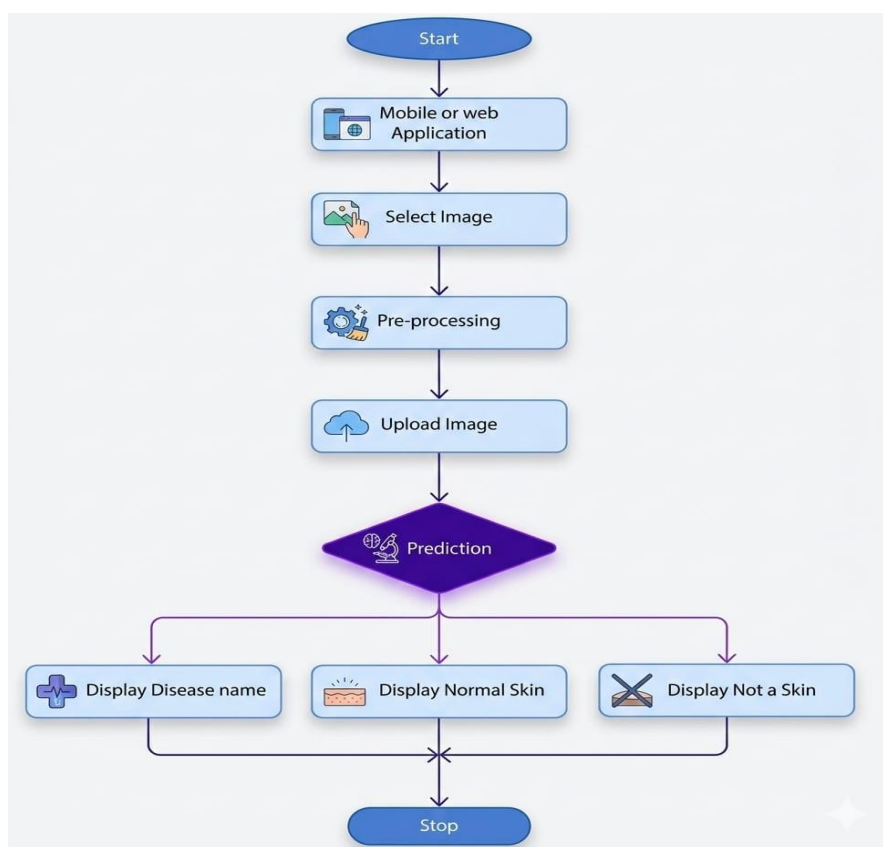 Start
Mobile or web
Application
Select Image
Pre-processing
Upload Image
Prediction
Display Disease name
Display Normal Skin
Display Not a Skin
Stop